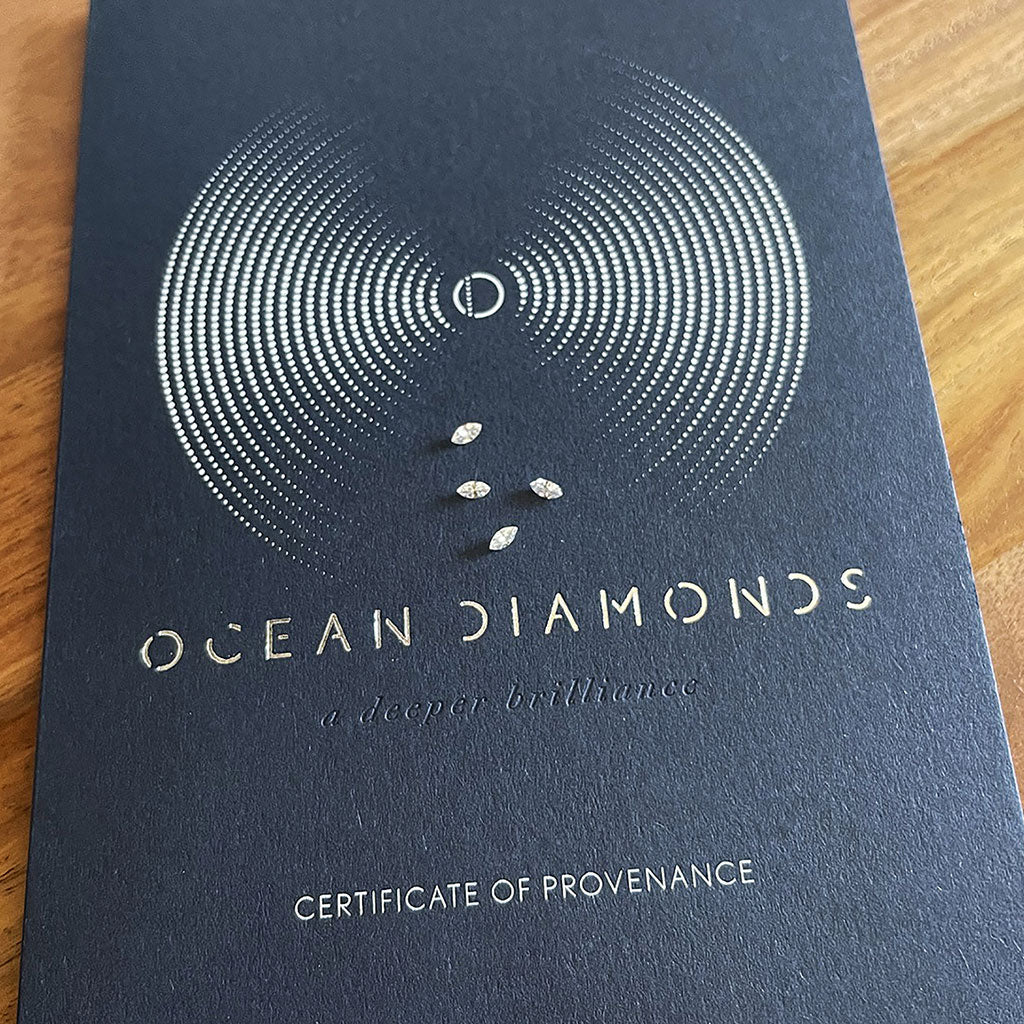 OCEAN DIAMONDS
a deeper brilliance
CERTIFICATE OF PROVENANCE